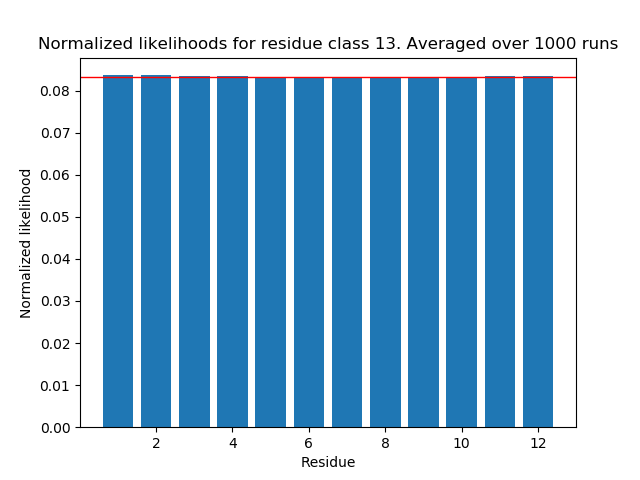 Normalized likelihoods for residue class 13. Averaged over 1000 runs
Normalized likelihood
0.08
0.07
0.06
0.05
0.04
0.03
0.02
0.01
0.00
2 4 6 8 10 12
Residue